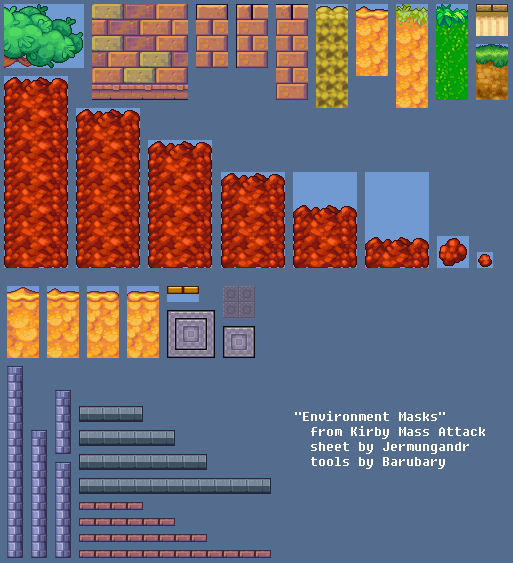 "Environment Masks"
from Kirby Mass Attack
sheet by Jermungandr
tools by Barubary